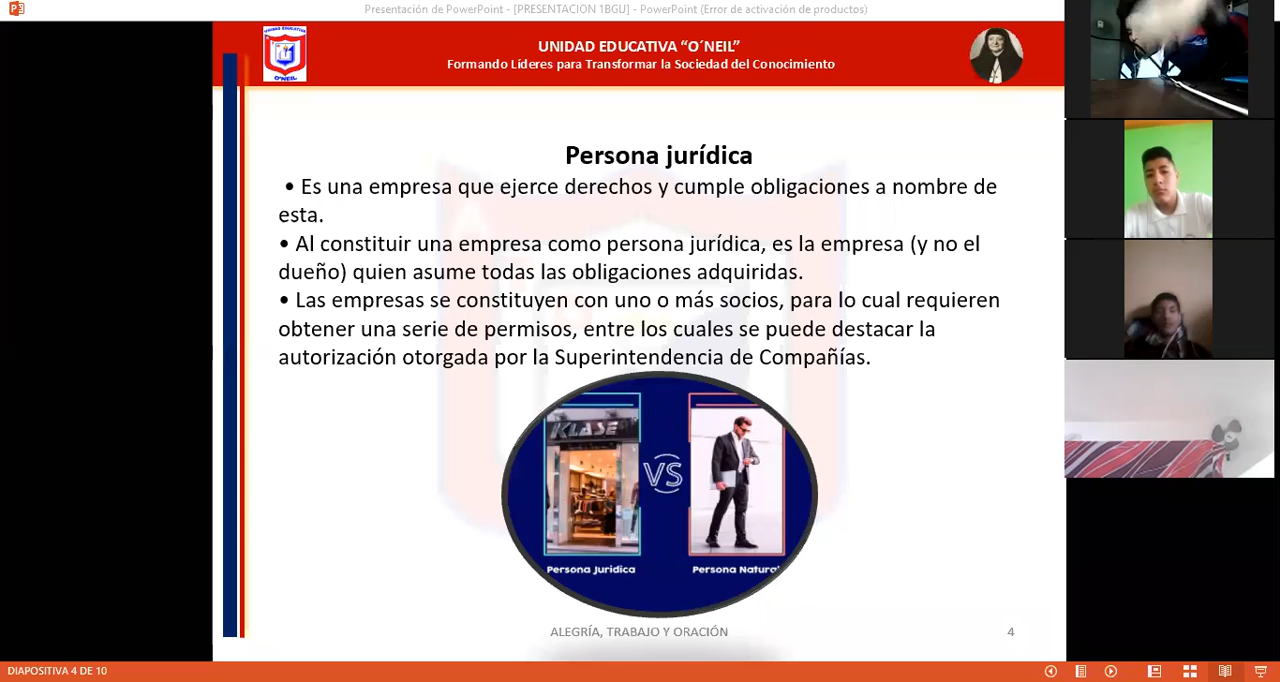 Presentación de PowerPoint - [PRESENTACION 1BGU] - PowerPoint (Error de activación de productos)
UNIDAD EDUCATIVA
O´NEIL
UNIDAD EDUCATIVA “O´NEIL”
Formando Líderes para Transformar la Sociedad del Conocimiento
Persona jurídica
• Es una empresa que ejerce derechos y cumple obligaciones a nombre de
esta.
• Al constituir una empresa como persona jurídica, es la empresa (y no el
dueño) quien asume todas las obligaciones adquiridas.
• Las empresas se constituyen con uno o más socios, para lo cual requieren
obtener una serie de permisos, entre los cuales se puede destacar la
autorización otorgada por la Superintendencia de Compañías.
KLASE
VS
Persona Juridica
Persona Natural
ALEGRÍA, TRABAJO Y ORACIÓN
4
DIAPOSITIVA 4 DE 10